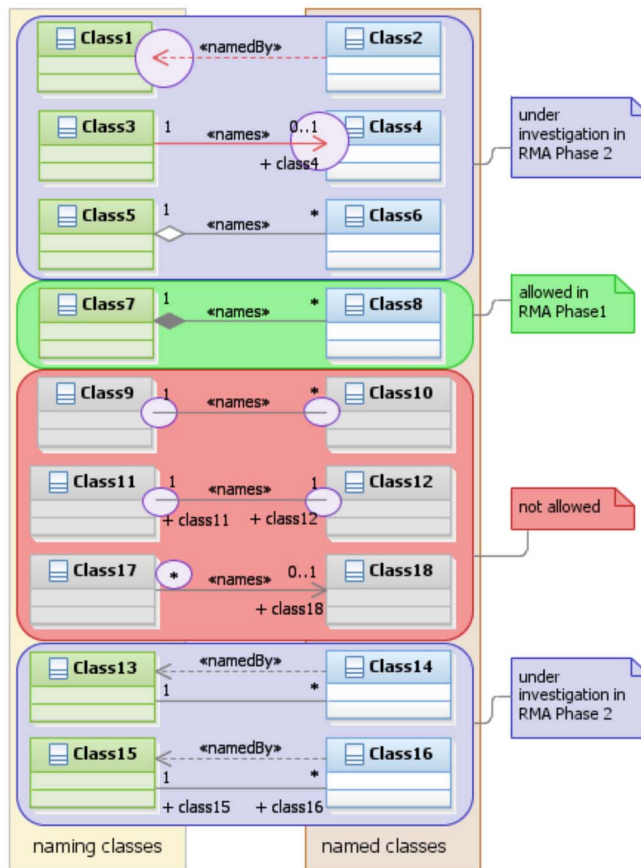 Class1 «namedBy» Class2
Class3 1 «names» 0..1 Class4
+ class4
under
investigation in
RMA Phase 2
Class5 1 «names» * Class6
Class7 1 «names» * Class8
allowed in
RMA Phase1
Class9 1 «names» * Class10
Class11 1 «names» 1 Class12
+ class11 + class12
not allowed
Class17 * «names» 0..1 Class18
+ class18
Class13 «namedBy» Class14
1 *
under
investigation in
RMA Phase 2
Class15 «namedBy» Class16
1 *
+ class15 + class16
naming classes named classes